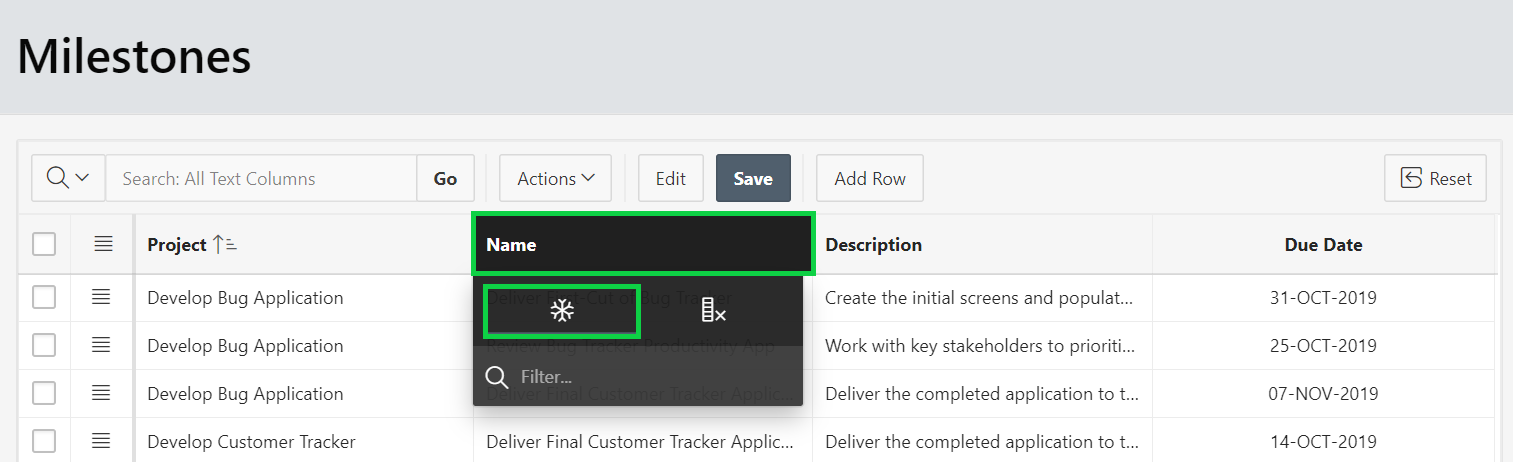 Milestones
Search: All Text Columns Go Actions Edit Save Add Row Reset
Project Name Description Due Date
Develop Bug Application Deliver First-Cut of Bug Tracker Create the initial screens and populat... 31-OCT-2019
Develop Bug Application Review Bug Tracker Productivity App Work with key stakeholders to prioriti... 25-OCT-2019
Filter...
Develop Bug Application Deliver Final Customer Tracker Applic... Deliver the completed application to t... 07-NOV-2019
Develop Customer Tracker Deliver Final Customer Tracker Applic... Deliver the completed application to t... 14-OCT-2019